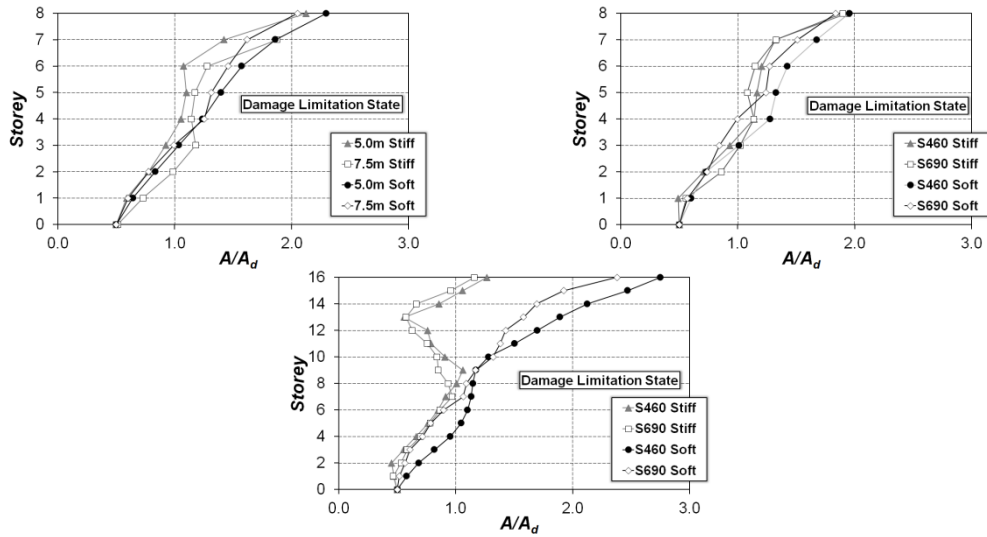 8
7
6
5
4
3
2
1
0
Storey
0.0 1.0 2.0 3.0
A/Ad
Damage Limitation State
5.0m Stiff
7.5m Stiff
5.0m Soft
7.5m Soft
8
7
6
5
4
3
2
1
0
Storey
0.0 1.0 2.0 3.0
A/Ad
Damage Limitation State
S460 Stiff
S690 Stiff
S460 Soft
S690 Soft
16
14
12
10
8
6
4
2
0
Storey
0.0 1.0 2.0 3.0
A/Ad
Damage Limitation State
S460 Stiff
S690 Stiff
S460 Soft
S690 Soft